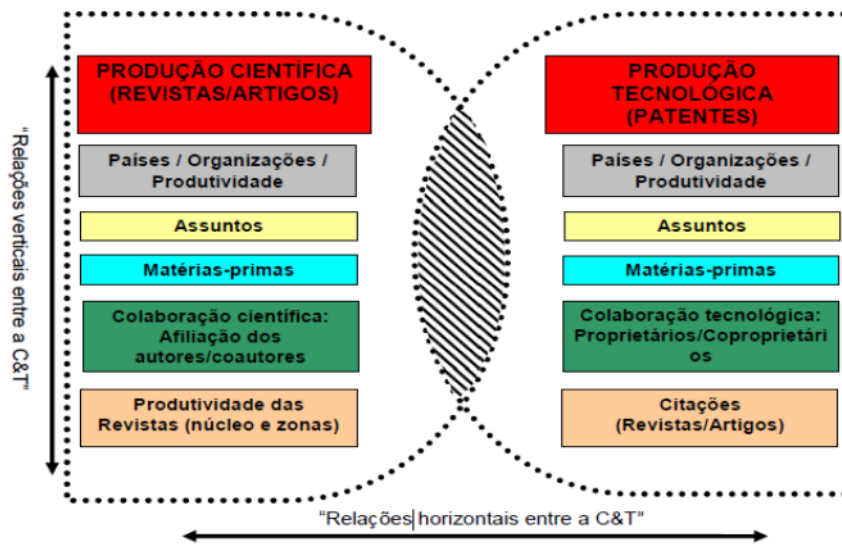 PRODUÇÃO CIENTÍFICA
(REVISTAS/ARTIGOS)
Países / Organizações /
Produtividade
Assuntos
Matérias-primas
Colaboração científica:
Afiliação dos
autores/coautores
Produtividade das
Revistas (núcleo e zonas)
PRODUÇÃO
TECNOLÓGICA
(PATENTES)
Países / Organizações /
Produtividade
Assuntos
Matérias-primas
Colaboração tecnológica:
Proprietários/Coproprietári
os
Citações
(Revistas/Artigos)
"Relações verticais entre a C&T"
"Relações horizontais entre a C&T"